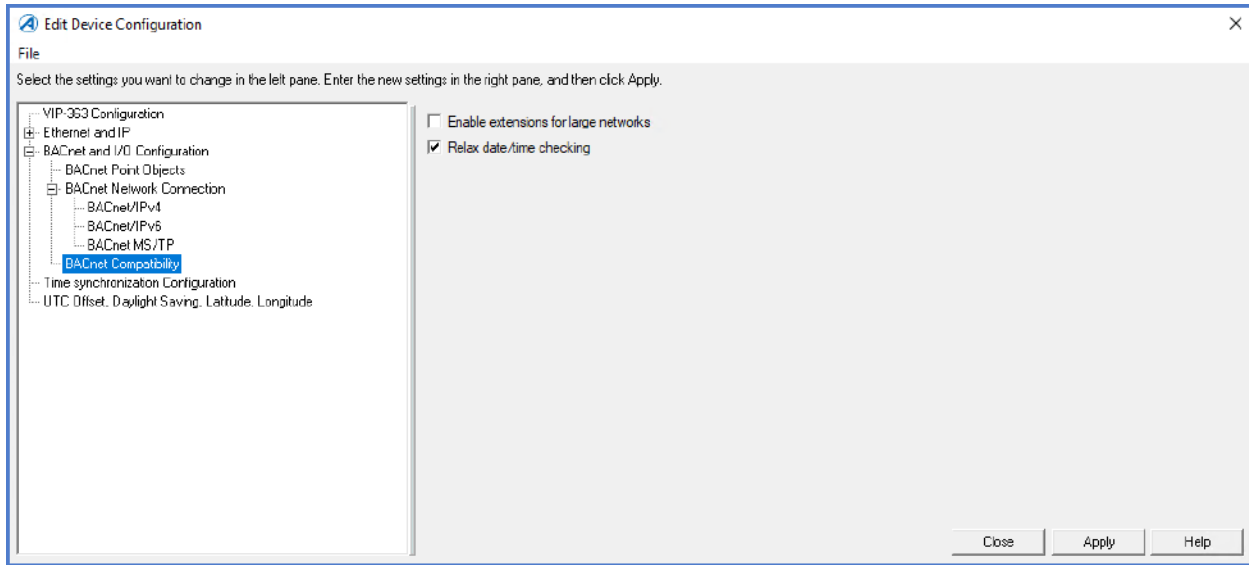 Edit Device Configuration
File
Select the settings you want to change in the left pane. Enter the new settings in the right pane, and then click Apply.
VIP-363 Configuration
Ethernet and IP
BACnet and I/O Configuration
BACnet Point Objects
BACnet Network Connection
BACnet/IPv4
BACnet/IPv6
BACnet MS/TP
BACnet Compatibility
Time synchronization Configuration
UTC Offset, Daylight Saving, Latitude, Longitude
Enable extensions for large networks
Relax date/time checking
Close Apply Help